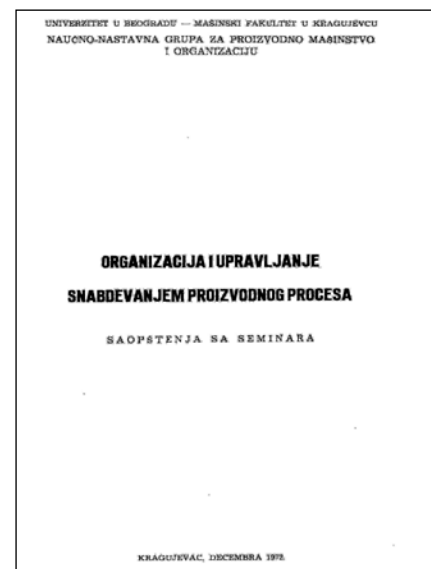 UNIVERZITET U BEOGRADU — MAŠINSKI FAKULTET U KRAGUJEVCU
NAUČNO-NASTAVNA GRUPA ZA PROIZVODNO MAŠINSTVO
I ORGANIZACIJU
ORGANIZACIJA I UPRAVLJANJE
SNABDEVANJEM PROIZVODNOG PROCESA
SAOPŠTENJA SA SEMINARA
KRAGUJEVAC, DECEMBRA 1972.